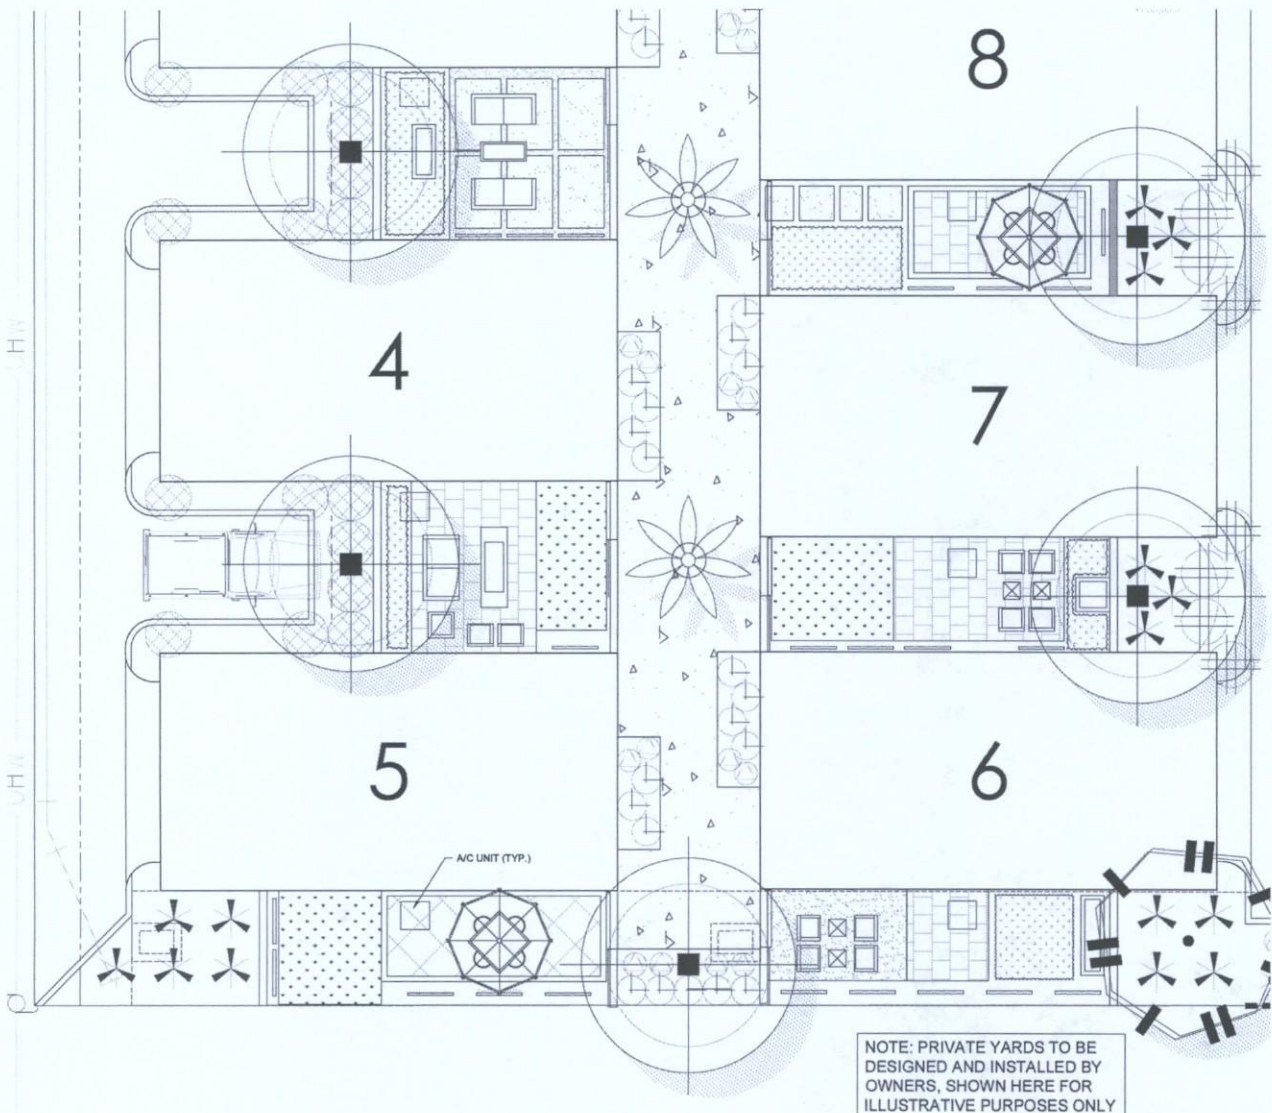 8
4
7
5
6
A/C UNIT (TYP.)
OHW
NOTE: PRIVATE YARDS TO BE
DESIGNED AND INSTALLED BY
OWNERS, SHOWN HERE FOR
ILLUSTRATIVE PURPOSES ONLY